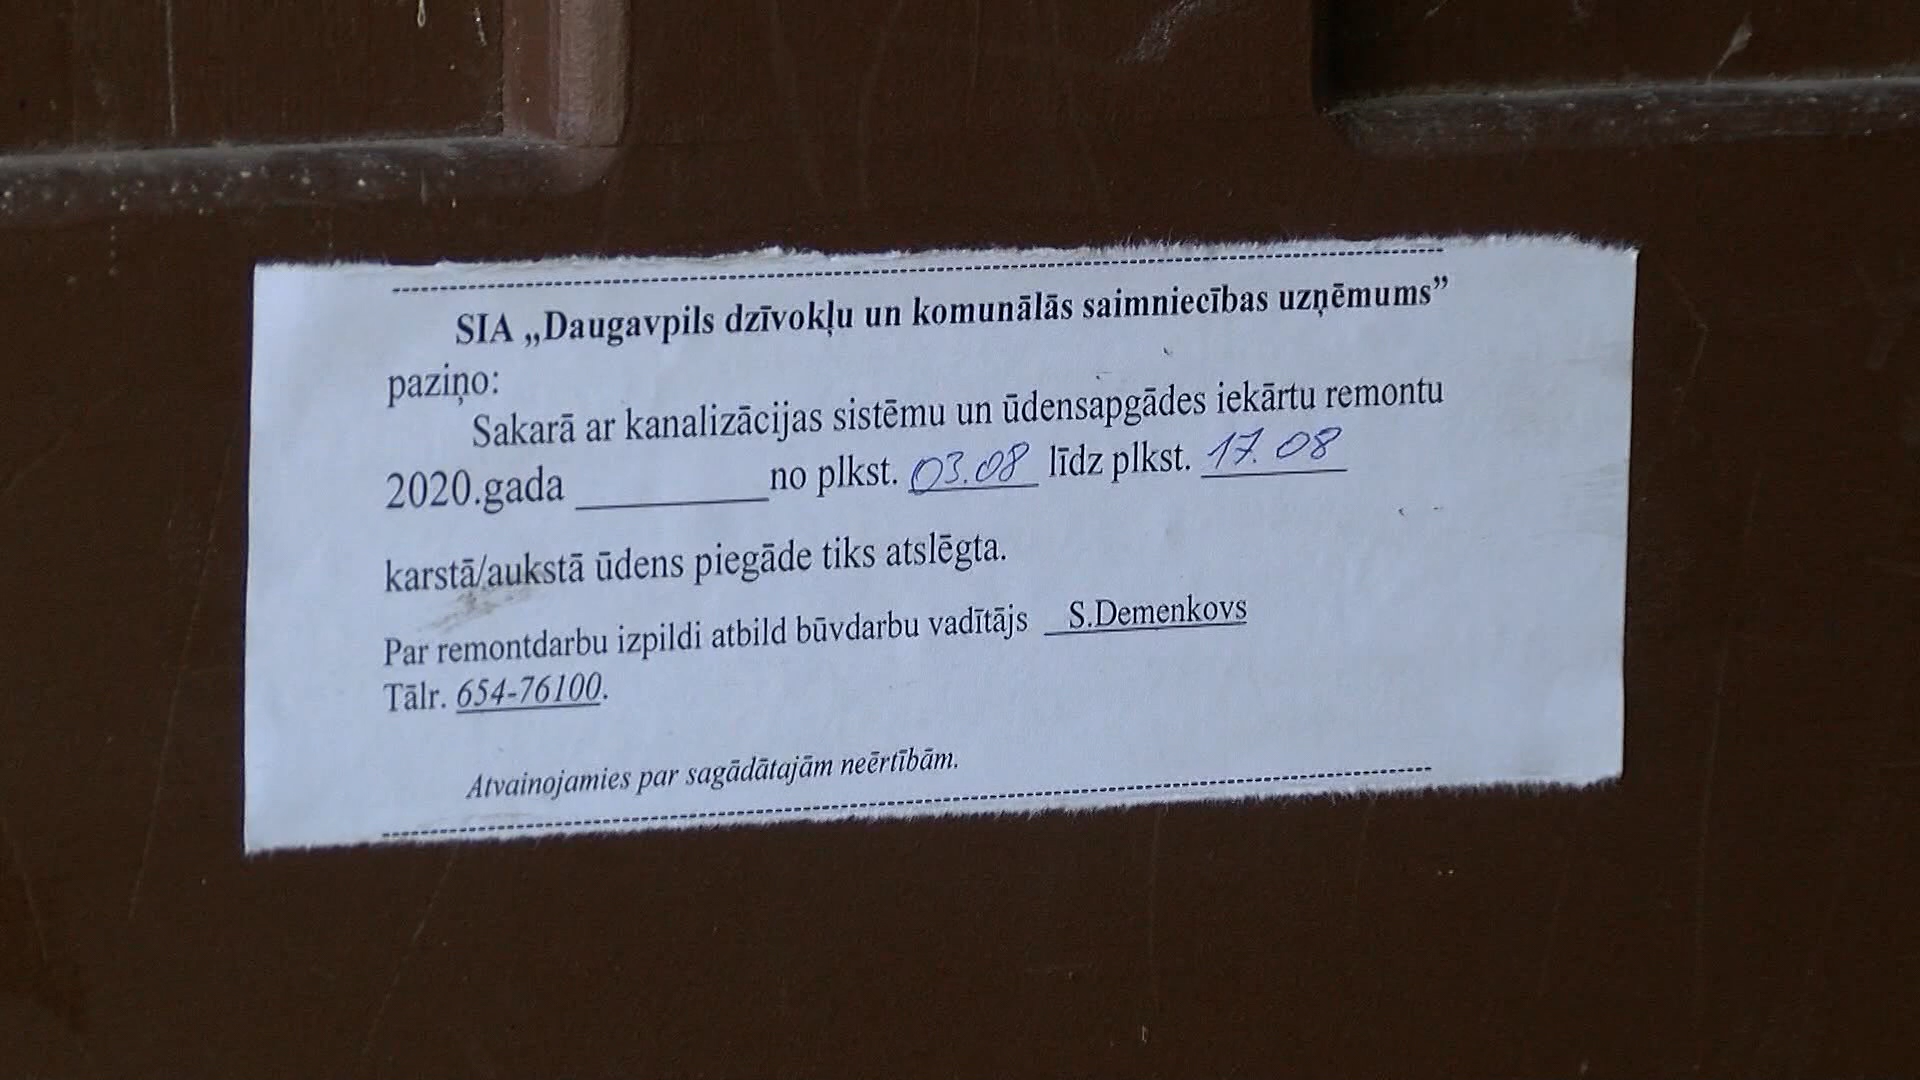 SIA „Daugavpils dzīvokļu un komunālās saimniecības uzņēmums”
paziņo:
Sakarā ar kanalizācijas sistēmu un ūdensapgādes iekārtu remontu
2020.gada __________ no plkst. 03.08 līdz plkst. 17.08
karstā/aukstā ūdens piegāde tiks atslēgta.
Par remontdarbu izpildi atbild būvdarbu vadītājs S.Demenkovs
Tālr. 654-76100.
Atvainojamies par sagādātajām neērtībām.